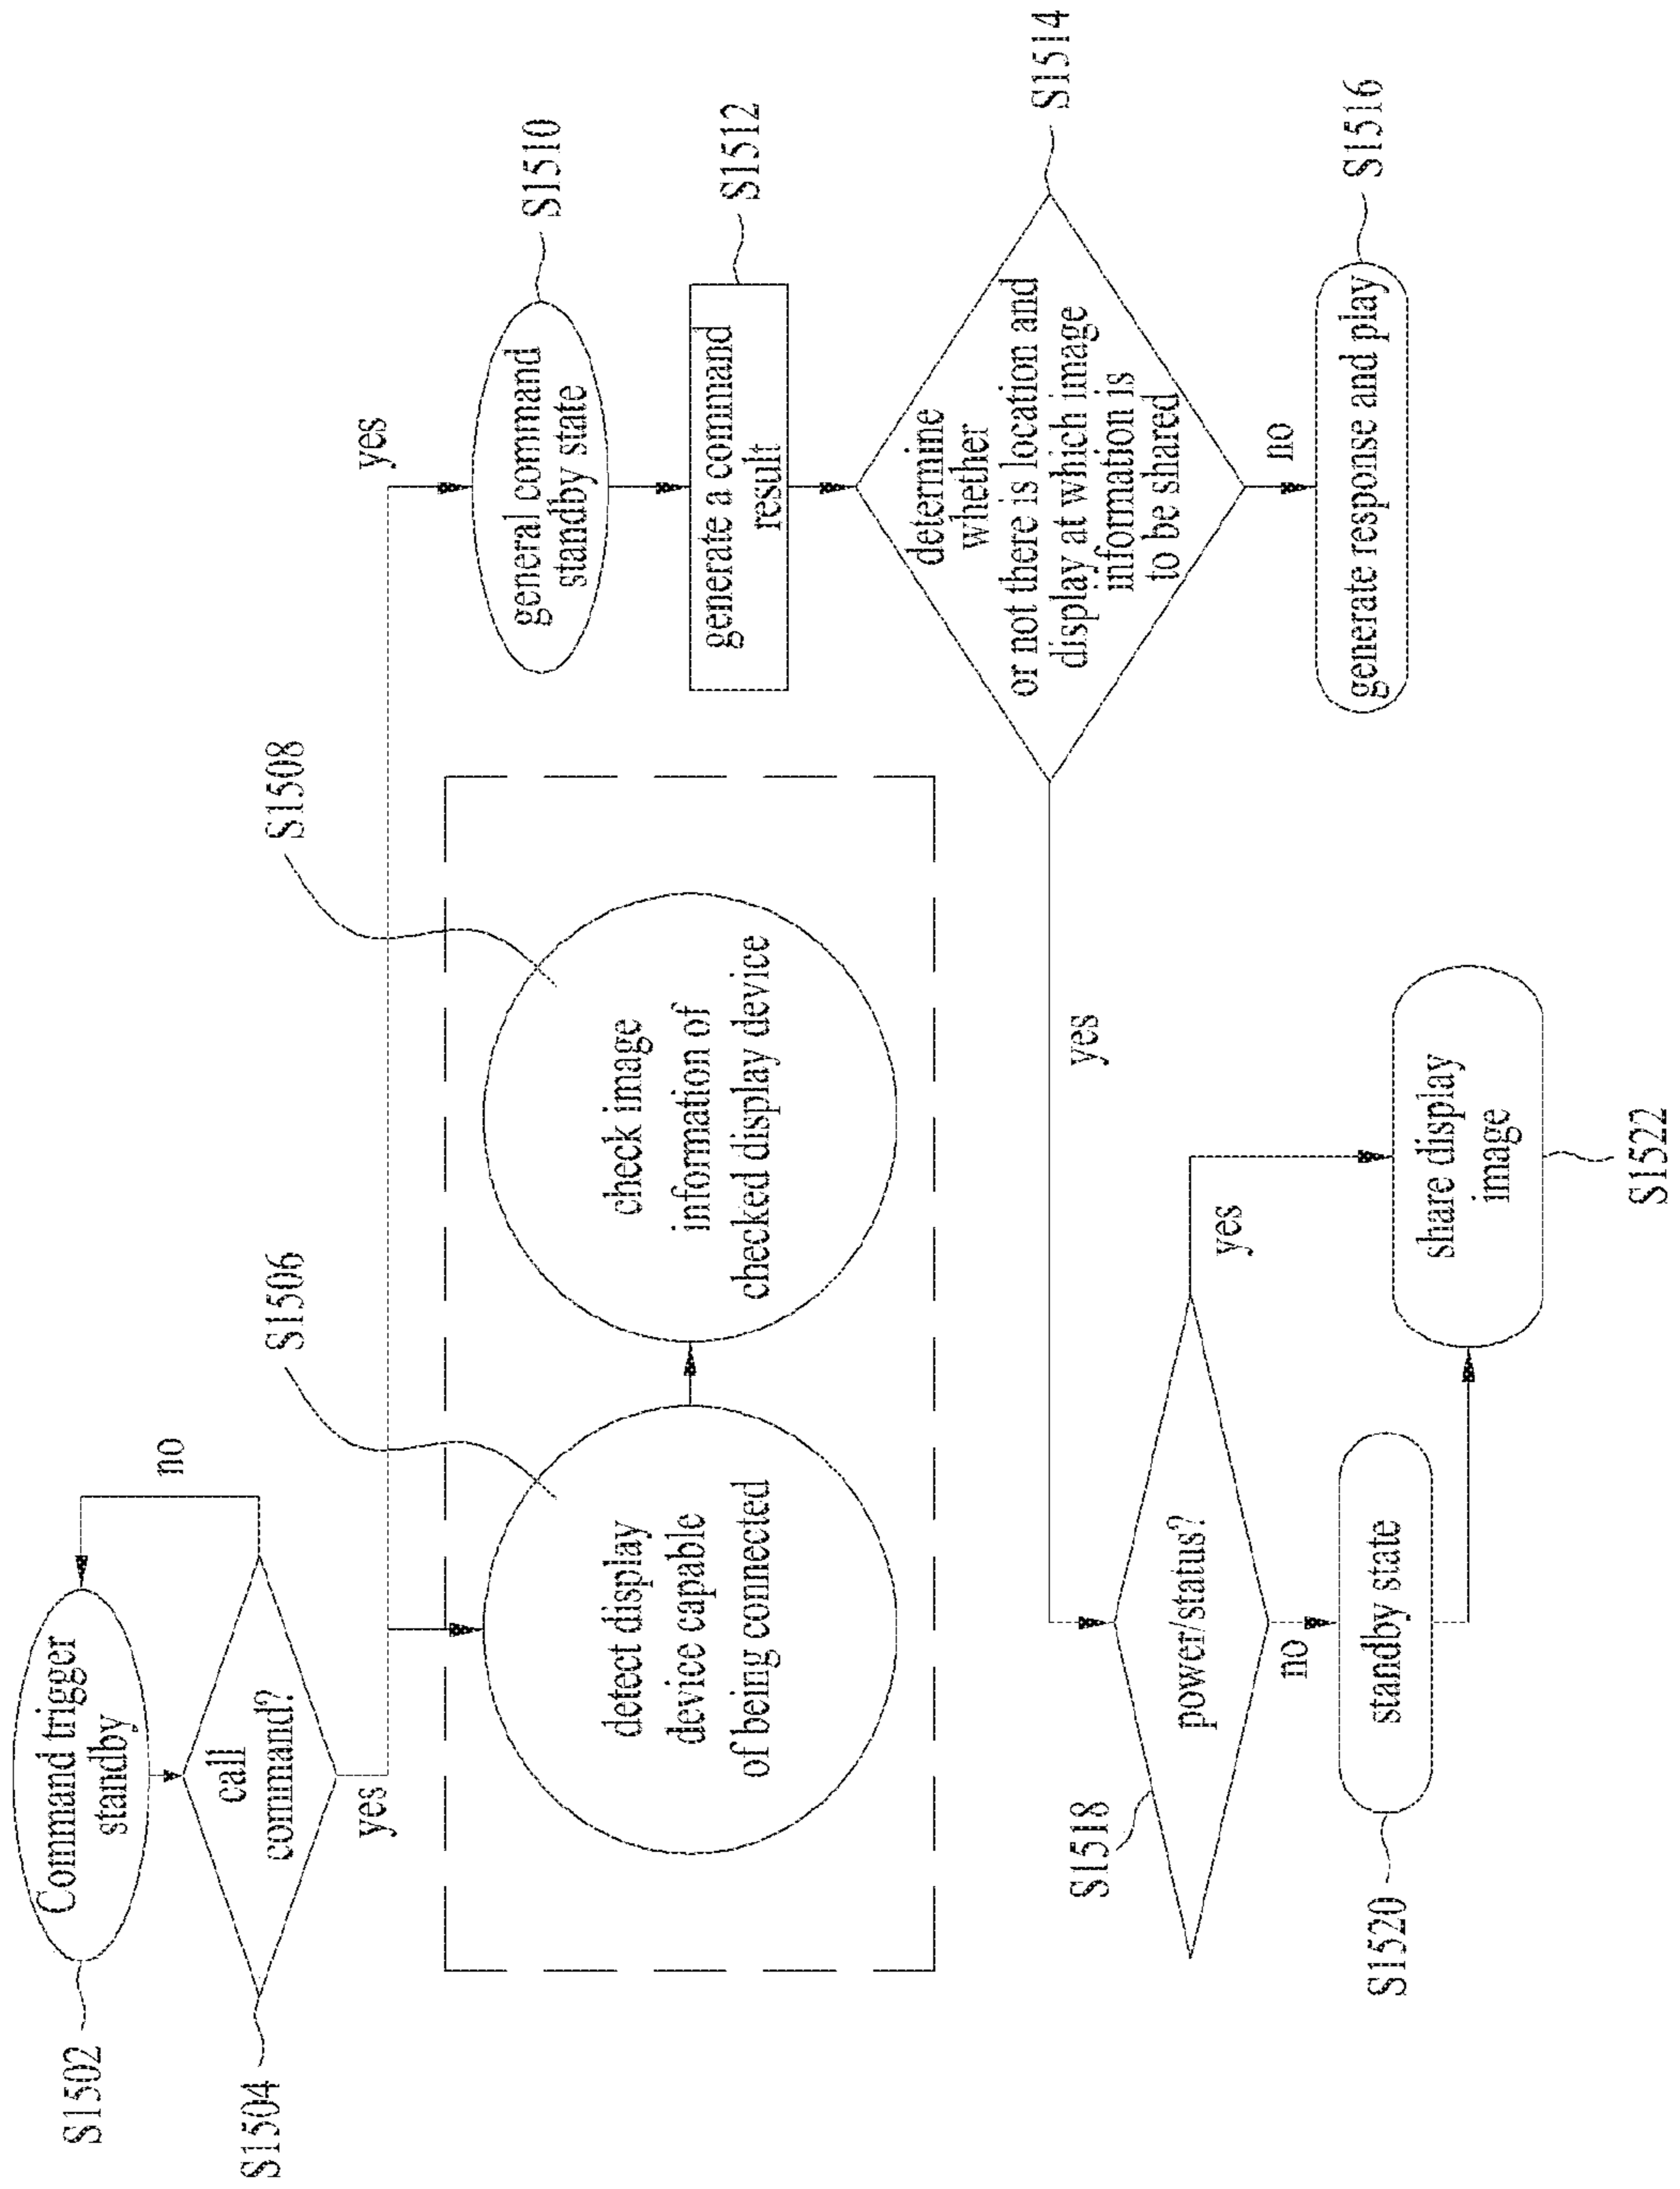 S1502
Command trigger
standby
S1504
call
command?
no
yes
S1506
detect display
device capable
of being connected
S1508
check image
information of
checked display device
yes
S1510
general command
standby state
S1512
generate a command
result
S1514
determine
whether
or not there is location and
display at which image
information is
to be shared
no
S1516
generate response and play
yes
S1518
power/status?
no
S1520
standby state
yes
share display
image
S1522